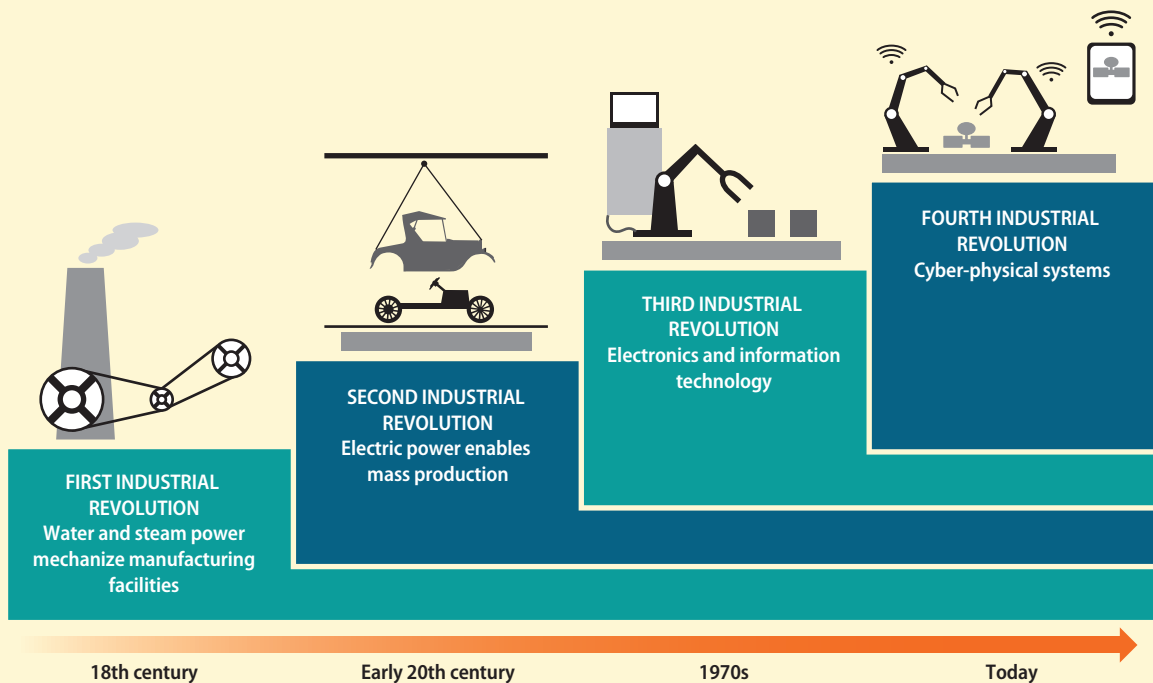 FIRST INDUSTRIAL
REVOLUTION
Water and steam power
mechanize manufacturing
facilities
SECOND INDUSTRIAL
REVOLUTION
Electric power enables
mass production
THIRD INDUSTRIAL
REVOLUTION
Electronics and information
technology
FOURTH INDUSTRIAL
REVOLUTION
Cyber-physical systems
18th century
Early 20th century
1970s
Today